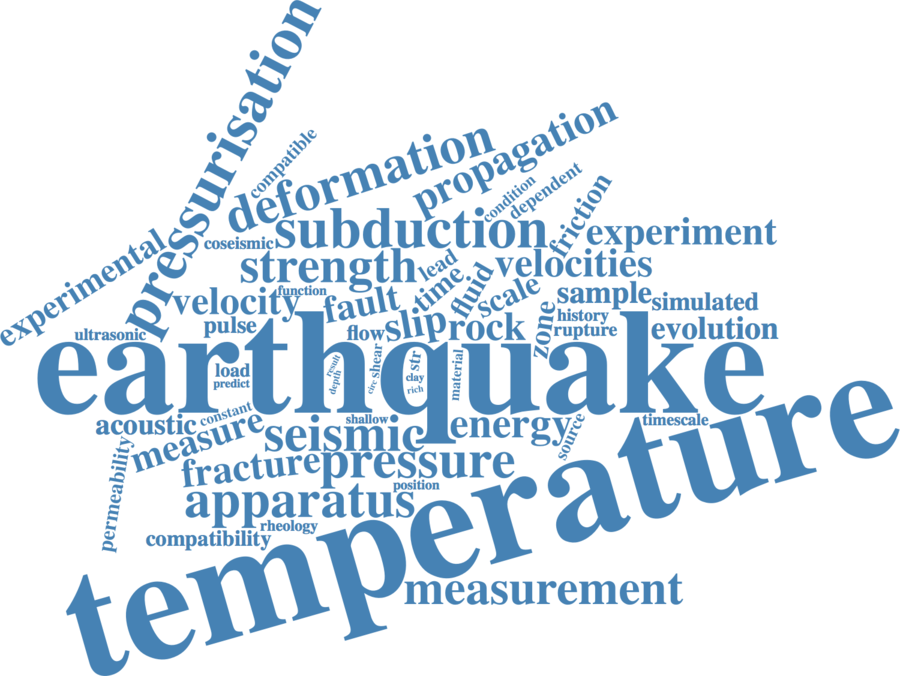 pressurisation
compatible
deformation
propagation
condition
dependent
friction
experimental
coseismic
subduction
experiment
strength
lead
time
fluid
velocities
scale
velocity
function
fault
sample
simulated
zone
history
ultrasonic
pulse
flow
slip
rock
rupture
evolution
earthquake
load
predict
result
depth
shear
circ
str
clay
rich
material
acoustic
constant
shallow
energy
source
timescale
measure
seismic
permeability
fracture
pressure
temperature
apparatus
position
rheology
compatibility
measurement